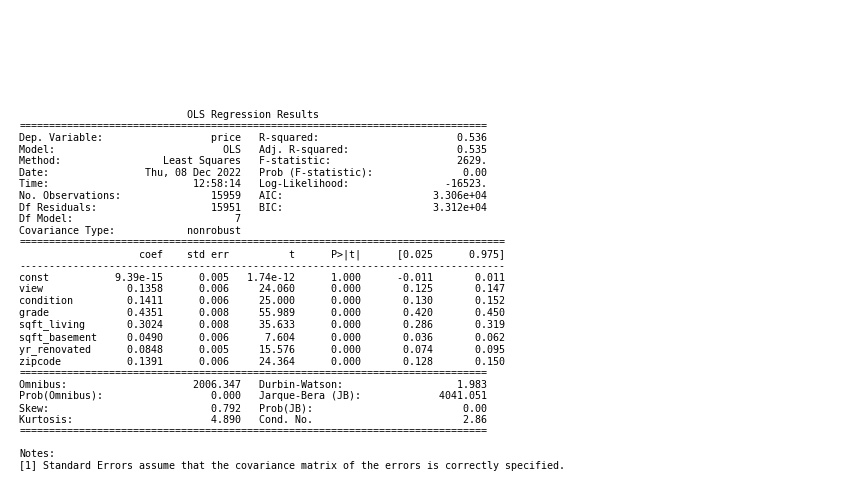 OLS Regression Results
==============================================================================
Dep. Variable:                  price   R-squared:                       0.536
Model:                            OLS   Adj. R-squared:                  0.535
Method:                 Least Squares   F-statistic:                     2629.
Date:                Thu, 08 Dec 2022   Prob (F-statistic):               0.00
Time:                        12:58:14   Log-Likelihood:                -16523.
No. Observations:               15959   AIC:                         3.306e+04
Df Residuals:                   15951   BIC:                         3.312e+04
Df Model:                           7
Covariance Type:            nonrobust
=================================================================================
                    coef    std err          t      P>|t|      [0.025      0.975]
---------------------------------------------------------------------------------
const           9.39e-15      0.005   1.74e-12      1.000      -0.011       0.011
view              0.1358      0.006     24.060      0.000       0.125       0.147
condition         0.1411      0.006     25.000      0.000       0.130       0.152
grade             0.4351      0.008     55.989      0.000       0.420       0.450
sqft_living       0.3024      0.008     35.633      0.000       0.286       0.319
sqft_basement     0.0490      0.006      7.604      0.000       0.036       0.062
yr_renovated      0.0848      0.005     15.576      0.000       0.074       0.095
zipcode           0.1391      0.006     24.364      0.000       0.128       0.150
==============================================================================
Omnibus:                     2006.347   Durbin-Watson:                   1.983
Prob(Omnibus):                  0.000   Jarque-Bera (JB):             4041.051
Skew:                           0.792   Prob(JB):                         0.00
Kurtosis:                       4.890   Cond. No.                         2.86
==============================================================================
Notes:
[1] Standard Errors assume that the covariance matrix of the errors is correctly specified.